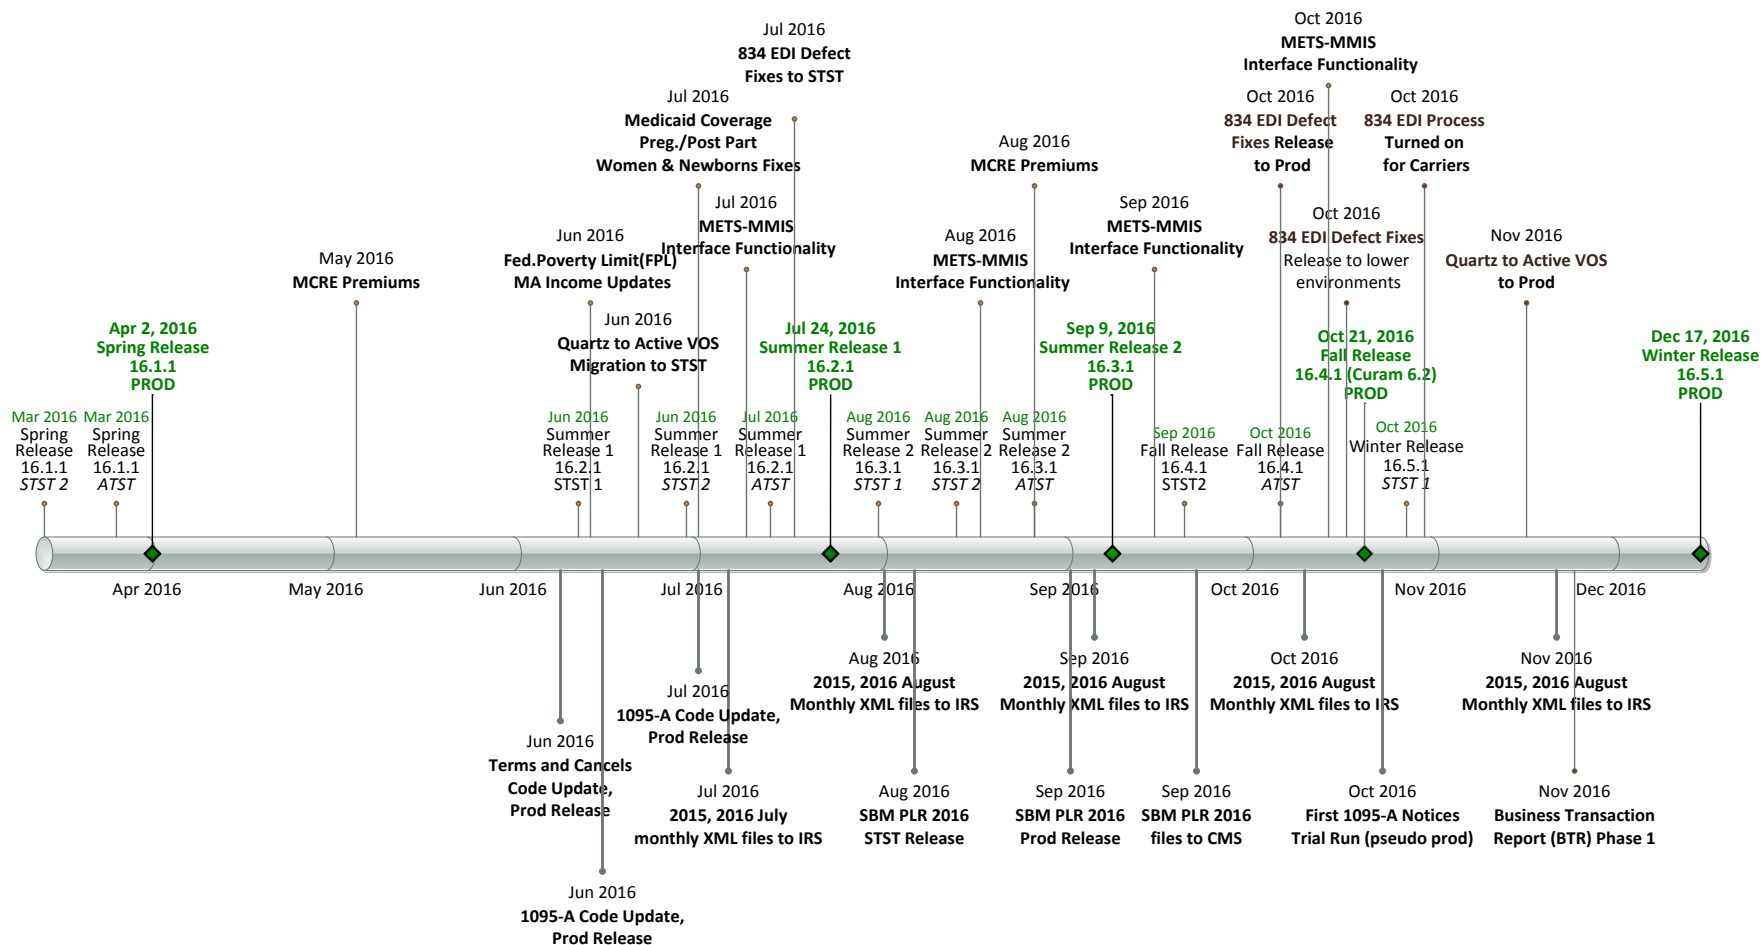 Jul 2016
834 EDI Defect
Fixes to STST
Oct 2016
METS-MMIS
Interface Functionality
Jul 2016
Medicaid Coverage
Preg./Post Part
Women & Newborns Fixes
Oct 2016
834 EDI Defect
Fixes Release
to Prod
Oct 2016
834 EDI Process
Turned on
for Carriers
Aug 2016
MCRE Premiums
Jul 2016
METS-MMIS
Interface Functionality
Sep 2016
METS-MMIS
Interface Functionality
Oct 2016
834 EDI Defect Fixes
Release to lower
environments
May 2016
MCRE Premiums
Jun 2016
Fed.Poverty Limit(FPL)
MA Income Updates
Aug 2016
METS-MMIS
Interface Functionality
Nov 2016
Quartz to Active VOS
to Prod
Jun 2016
Quartz to Active VOS
Migration to STST
Apr 2, 2016
Spring Release
16.1.1
PROD
Jul 24, 2016
Summer Release 1
16.2.1
PROD
Sep 9, 2016
Summer Release 2
16.3.1
PROD
Oct 21, 2016
Fall Release
16.4.1 (Curam 6.2)
PROD
Dec 17, 2016
Winter Release
16.5.1
PROD
Mar 2016
Spring
Release
16.1.1
STST 2
Mar 2016
Spring
Release
16.1.1
ATST
Jun 2016
Summer
Release 1
16.2.1
STST 1
Jun 2016
Summer
Release 1
16.2.1
STST 2
Jul 2016
Summer
Release 1
16.2.1
ATST
Aug 2016
Summer
Release 2
16.3.1
STST 1
Aug 2016
Summer
Release 2
16.3.1
STST 2
Aug 2016
Summer
Release 2
16.3.1
ATST
Sep 2016
Fall Release
16.4.1
STST2
Oct 2016
Fall Release
16.4.1
ATST
Oct 2016
Winter Release
16.5.1
STST 1
Apr 2016
May 2016
Jun 2016
Jul 2016
Aug 2016
Sep 2016
Oct 2016
Nov 2016
Dec 2016
Aug 2016
2015, 2016 August
Monthly XML files to IRS
Sep 2016
2015, 2016 August
Monthly XML files to IRS
Oct 2016
2015, 2016 August
Monthly XML files to IRS
Nov 2016
2015, 2016 August
Monthly XML files to IRS
Jul 2016
1095-A Code Update,
Prod Release
Jun 2016
Terms and Cancels
Code Update,
Prod Release
Jul 2016
2015, 2016 July
monthly XML files to IRS
Aug 2016
SBM PLR 2016
STST Release
Sep 2016
SBM PLR 2016
Prod Release
Sep 2016
SBM PLR 2016
files to CMS
Oct 2016
First 1095-A Notices
Trial Run (pseudo prod)
Nov 2016
Business Transaction
Report (BTR) Phase 1
Jun 2016
1095-A Code Update,
Prod Release